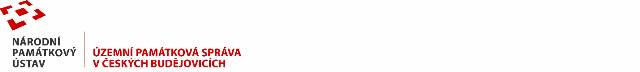 NÁRODNÍ
PAMÁTKOVÝ
ÚSTAV
ÚZEMNÍ PAMÁTKOVÁ SPRÁVA
V ČESKÝCH BUDĚJOVICÍCH